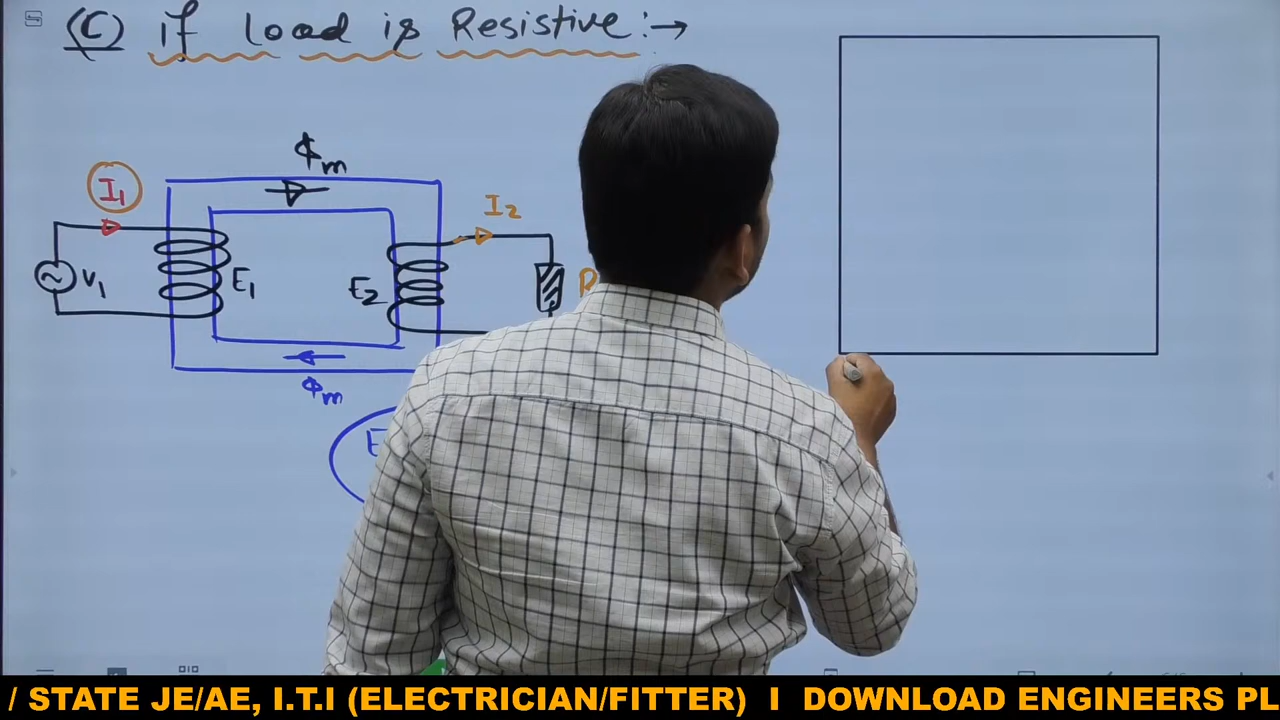 (C) if Load is Resistive:→
ϕm
I1
I2
V1
E1
E2
R
ϕm
E
/ STATE JE/AE, I.T.I (ELECTRICIAN/FITTER) I DOWNLOAD ENGINEERS PL